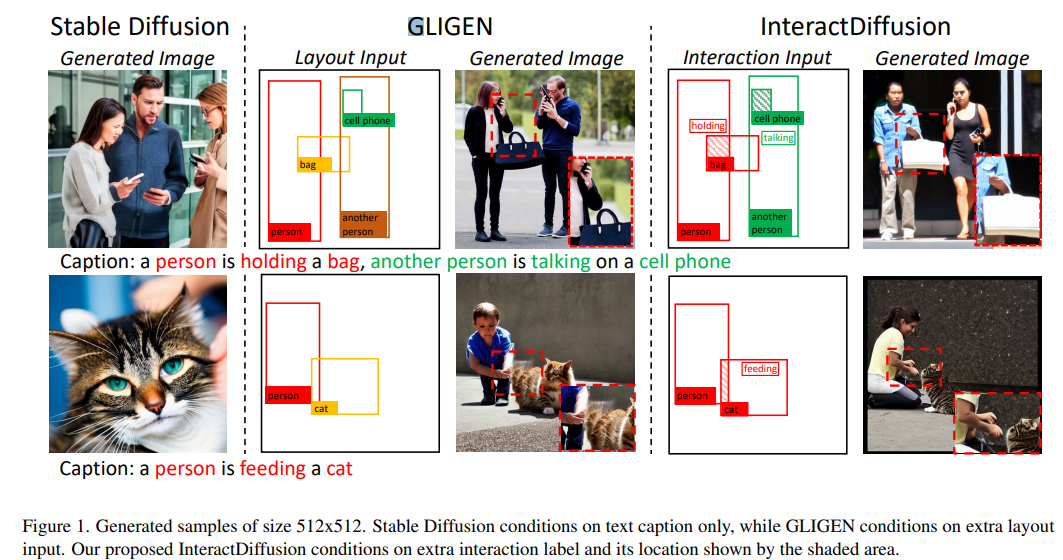 Stable Diffusion
GLIGEN
InteractDiffusion
Generated Image
Layout Input
Generated Image
Interaction Input
Generated Image
cell phone
bag
another
person
person
cell phone
holding
talking
bag
another
person
person
Caption: a person is holding a bag, another person is talking on a cell phone
person
cat
feeding
person
cat
Caption: a person is feeding a cat
Figure 1. Generated samples of size 512x512. Stable Diffusion conditions on text caption only, while GLIGEN conditions on extra layout
input. Our proposed InteractDiffusion conditions on extra interaction label and its location shown by the shaded area.